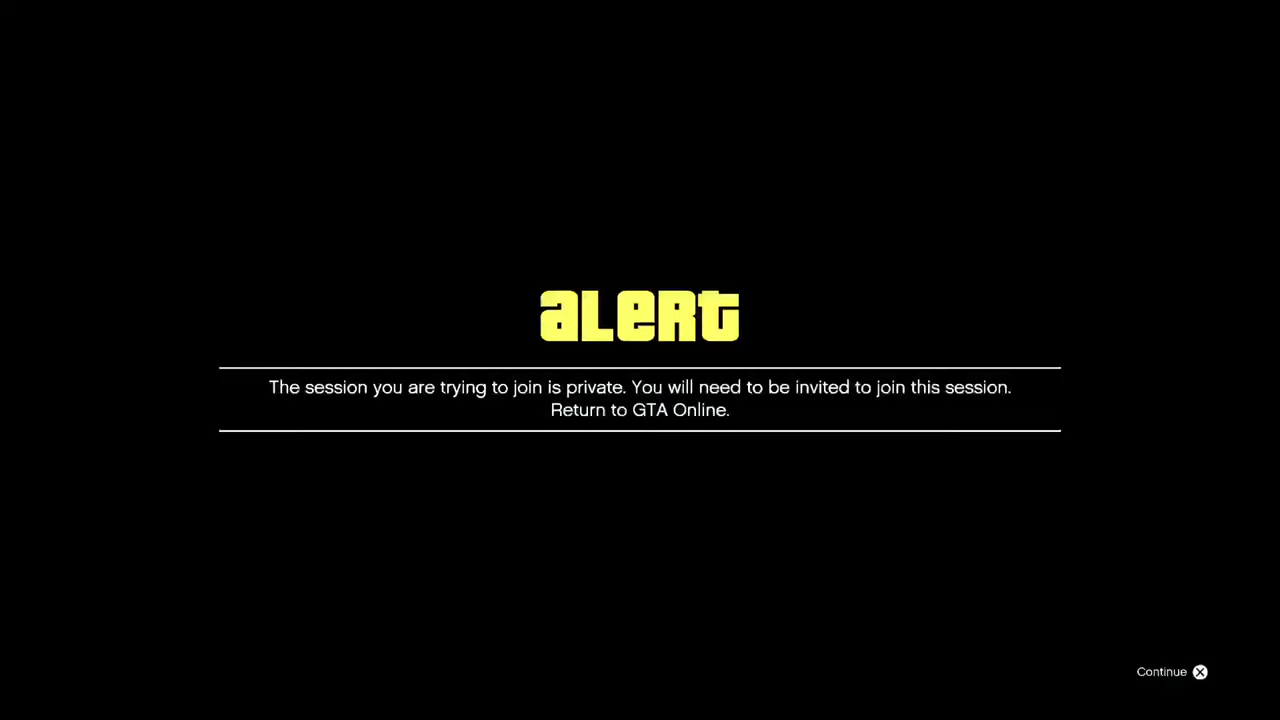 alert
The session you are trying to join is private. You will need to be invited to join this session.
Return to GTA Online.
Continue